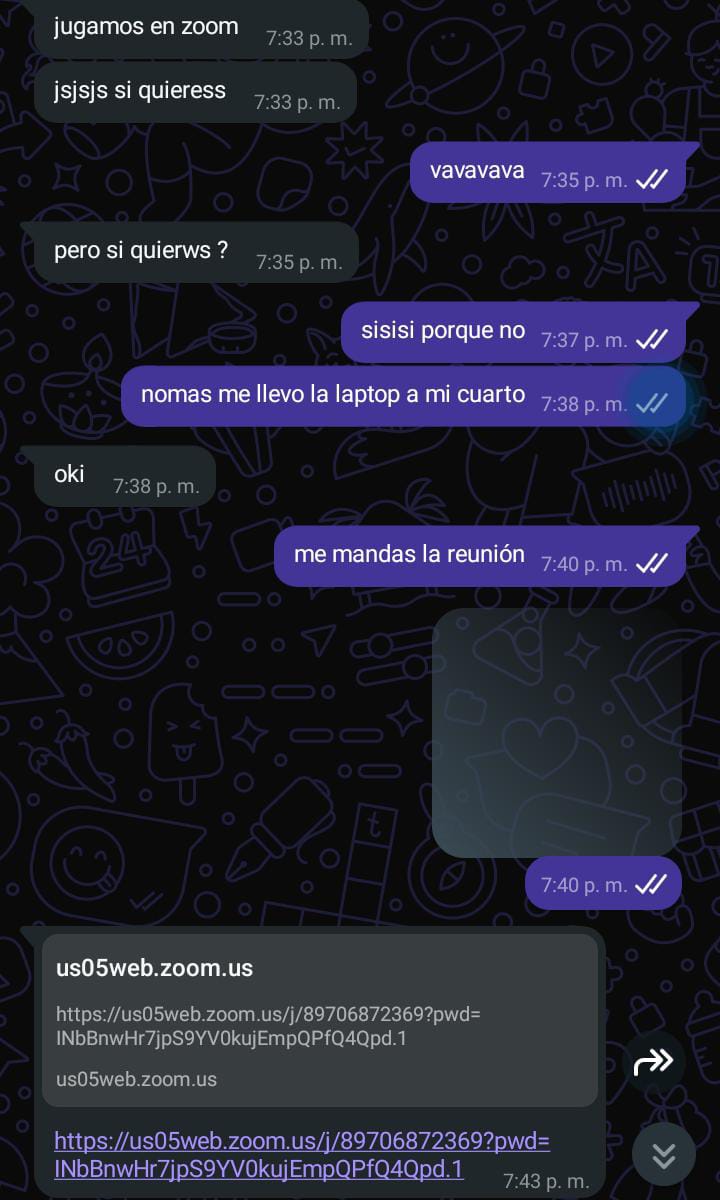 jugamos en zoom 7:33 p. m.
jsjsjs si quieress 7:33 p. m.
vavavava 7:35 p. m.
pero si quierws ? 7:35 p. m.
sisisi porque no 7:37 p. m.
nomas me llevo la laptop a mi cuarto 7:38 p. m.
oki 7:38 p. m.
me mandas la reunión 7:40 p. m.
7:40 p. m.
us05web.zoom.us
https://us05web.zoom.us/j/89706872369?pwd=
INbBnwHr7jpS9YV0kujEmpQPfQ4Qpd.1
us05web.zoom.us
https://us05web.zoom.us/j/89706872369?pwd=
INbBnwHr7jpS9YV0kujEmpQPfQ4Qpd.1 7:43 p. m.